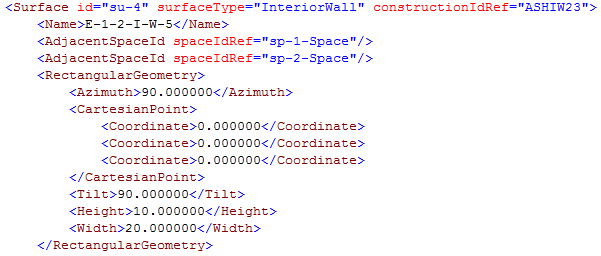 <Surface id="su-4" surfaceType="InteriorWall" constructionIdRef="ASHIW23">
<Name>E-1-2-I-W-5</Name>
<AdjacentSpaceId spaceIdRef="sp-1-Space"/>
<AdjacentSpaceId spaceIdRef="sp-2-Space"/>
<RectangularGeometry>
<Azimuth>90.000000</Azimuth>
<CartesianPoint>
<Coordinate>0.000000</Coordinate>
<Coordinate>0.000000</Coordinate>
<Coordinate>0.000000</Coordinate>
</CartesianPoint>
<Tilt>90.000000</Tilt>
<Height>10.000000</Height>
<Width>20.000000</Width>
</RectangularGeometry>